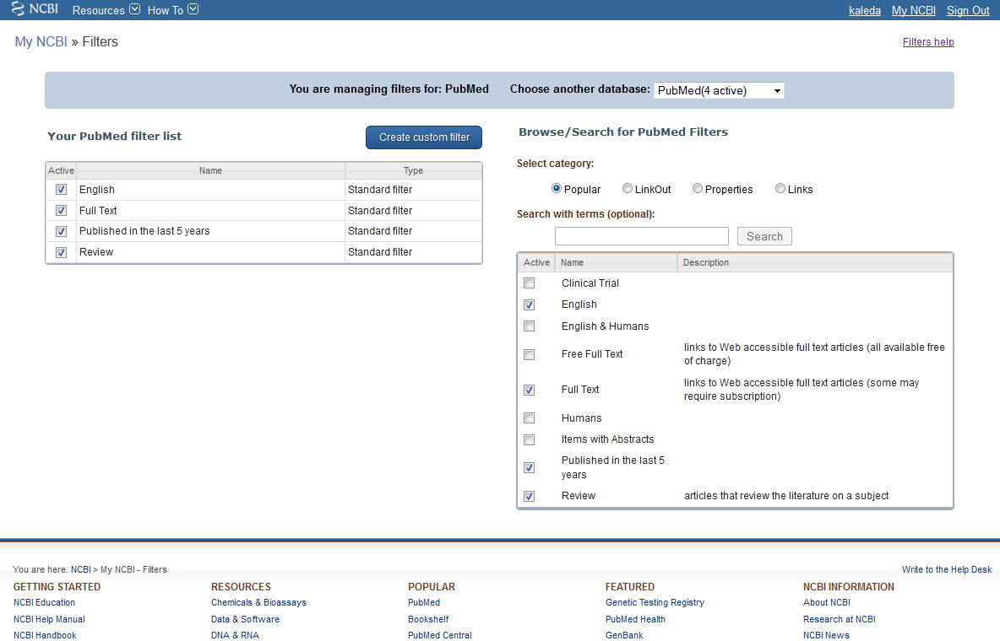 NCBI Resources How To kaleda My NCBI Sign Out
My NCBI » Filters Filters help
You are managing filters for: PubMed Choose another database: PubMed(4 active)
Your PubMed filter list Create custom filter
Active Name Type
English Standard filter
Full Text Standard filter
Published in the last 5 years Standard filter
Review Standard filter
Browse/Search for PubMed Filters
Select category:
Popular LinkOut Properties Links
Search with terms (optional):
Search
Active Name Description
Clinical Trial
English
English & Humans
Free Full Text links to Web accessible full text articles (all available free
of charge)
Full Text links to Web accessible full text articles (some may
require subscription)
Humans
Items with Abstracts
Published in the last 5
years
Review articles that review the literature on a subject
You are here: NCBI > My NCBI - Filters Write to the Help Desk
GETTING STARTED RESOURCES POPULAR FEATURED NCBI INFORMATION
NCBI Education Chemicals & Bioassays PubMed Genetic Testing Registry About NCBI
NCBI Help Manual Data & Software Bookshelf PubMed Health Research at NCBI
NCBI Handbook DNA & RNA PubMed Central GenBank NCBI News